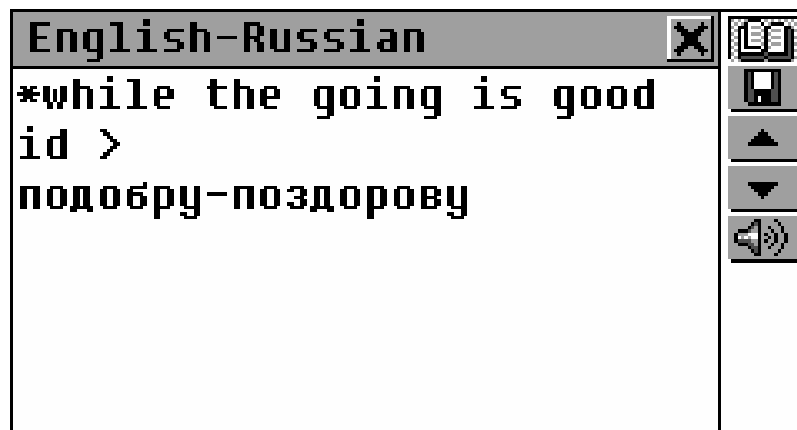 English-Russian
*while the going is good
id >
подобру-поздорову